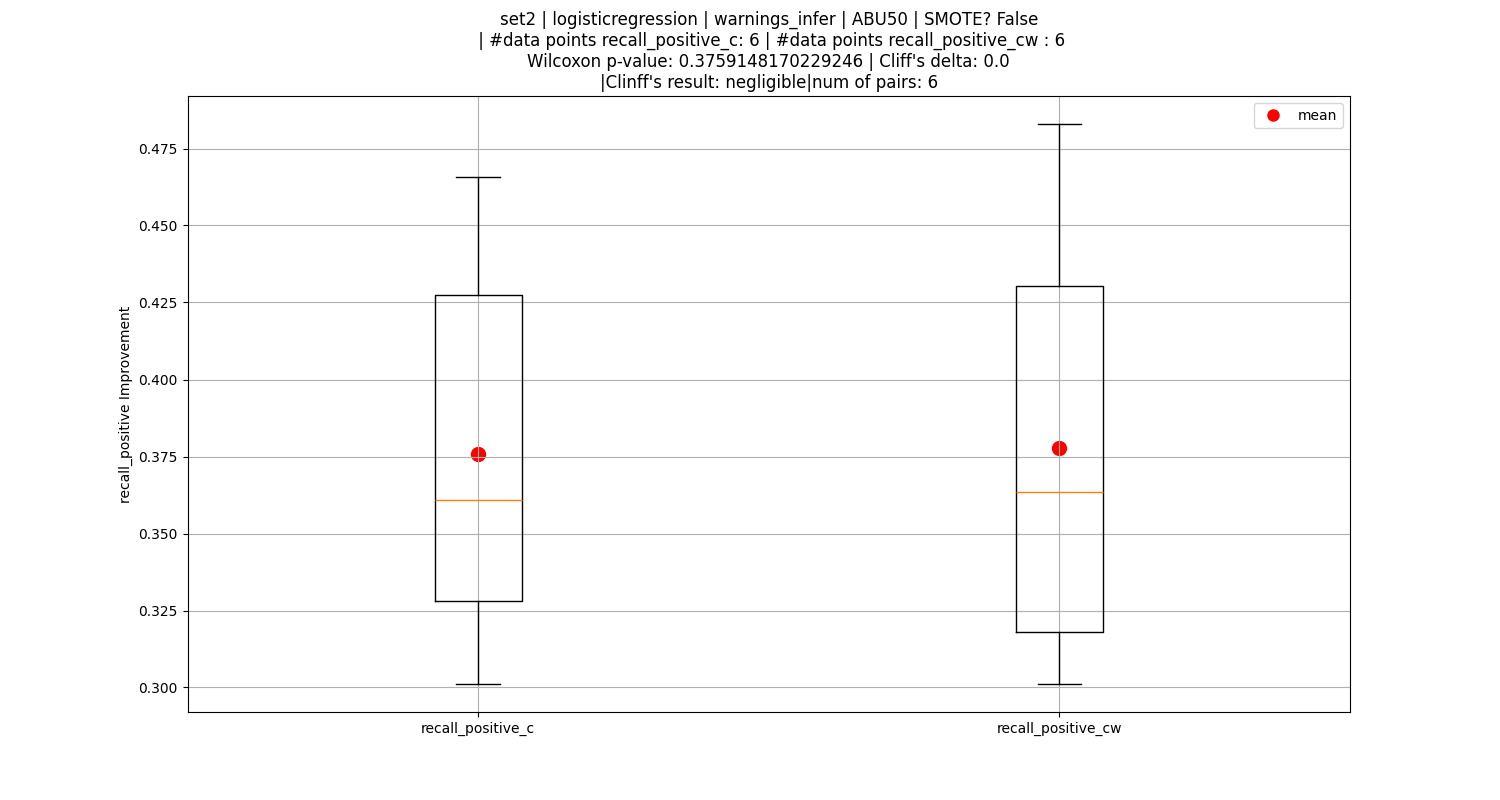 set2 | logisticregression | warnings_infer | ABU50 | SMOTE? False
| #data points recall_positive_c: 6 | #data points recall_positive_cw : 6
Wilcoxon p-value: 0.3759148170229246 | Cliff's delta: 0.0
|Clinff's result: negligible|num of pairs: 6
mean
0.475
0.450
0.425
0.400
0.375
0.350
0.325
0.300
recall_positive Improvement
recall_positive_c
recall_positive_cw